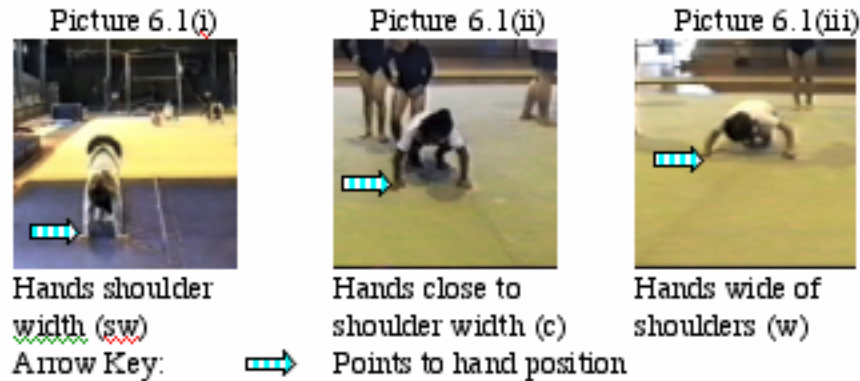 Picture 6.1(i) Picture 6.1(ii) Picture 6.1(iii)
Hands shoulder Hands close to Hands wide of
width (sw) shoulder width (c) shoulders (w)
Arrow Key: Points to hand position